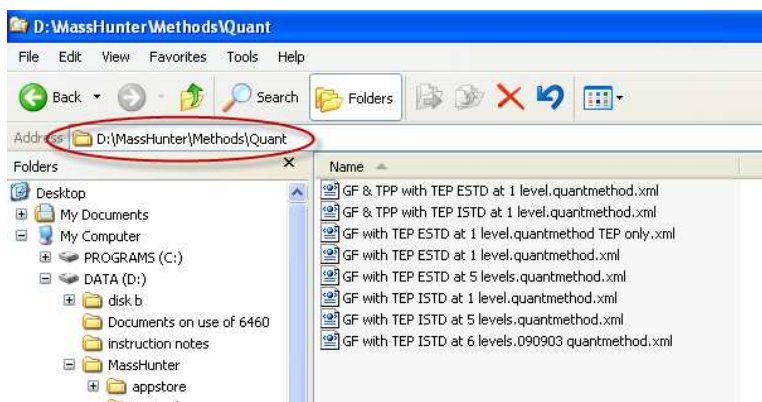 D:\MassHunter\Methods\Quant
File Edit View Favorites Tools Help
Back Search Folders
Address D:\MassHunter\Methods\Quant
Folders
Name
Desktop
My Documents
My Computer
PROGRAMS (C:)
DATA (D:)
disk b
Documents on use of 6460
instruction notes
MassHunter
appstore
GF & TPP with TEP ESTD at 1 level.quantmethod.xml
GF & TPP with TEP ISTD at 1 level.quantmethod.xml
GF with TEP ESTD at 1 level.quantmethod TEP only.xml
GF with TEP ESTD at 1 level.quantmethod.xml
GF with TEP ESTD at 5 levels.quantmethod.xml
GF with TEP ISTD at 1 level.quantmethod.xml
GF with TEP ISTD at 5 levels.quantmethod.xml
GF with TEP ISTD at 6 levels.090903 quantmethod.xml